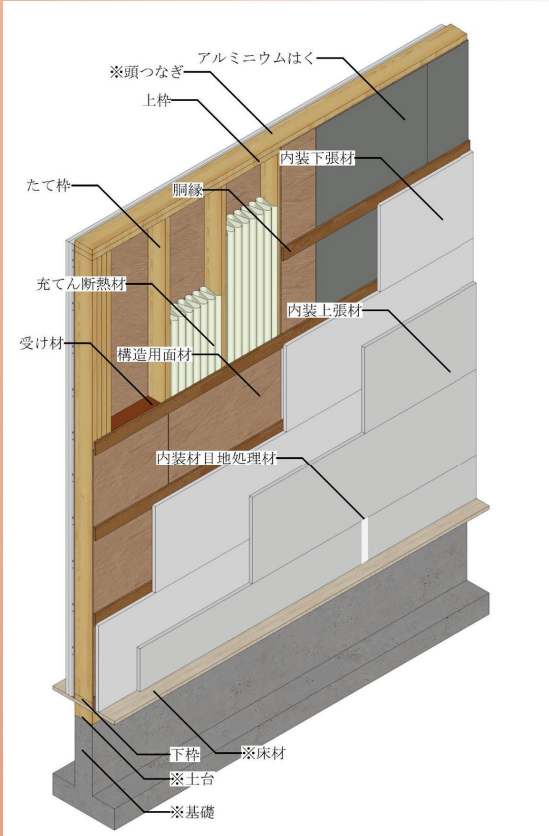 アルミニウムはく
※頭つなぎ
上枠
内装下張材
たて枠
胴縁
充てん断熱材
内装上張材
受け材
構造用面材
内装材目地処理材
下枠
※床材
※土台
※基礎